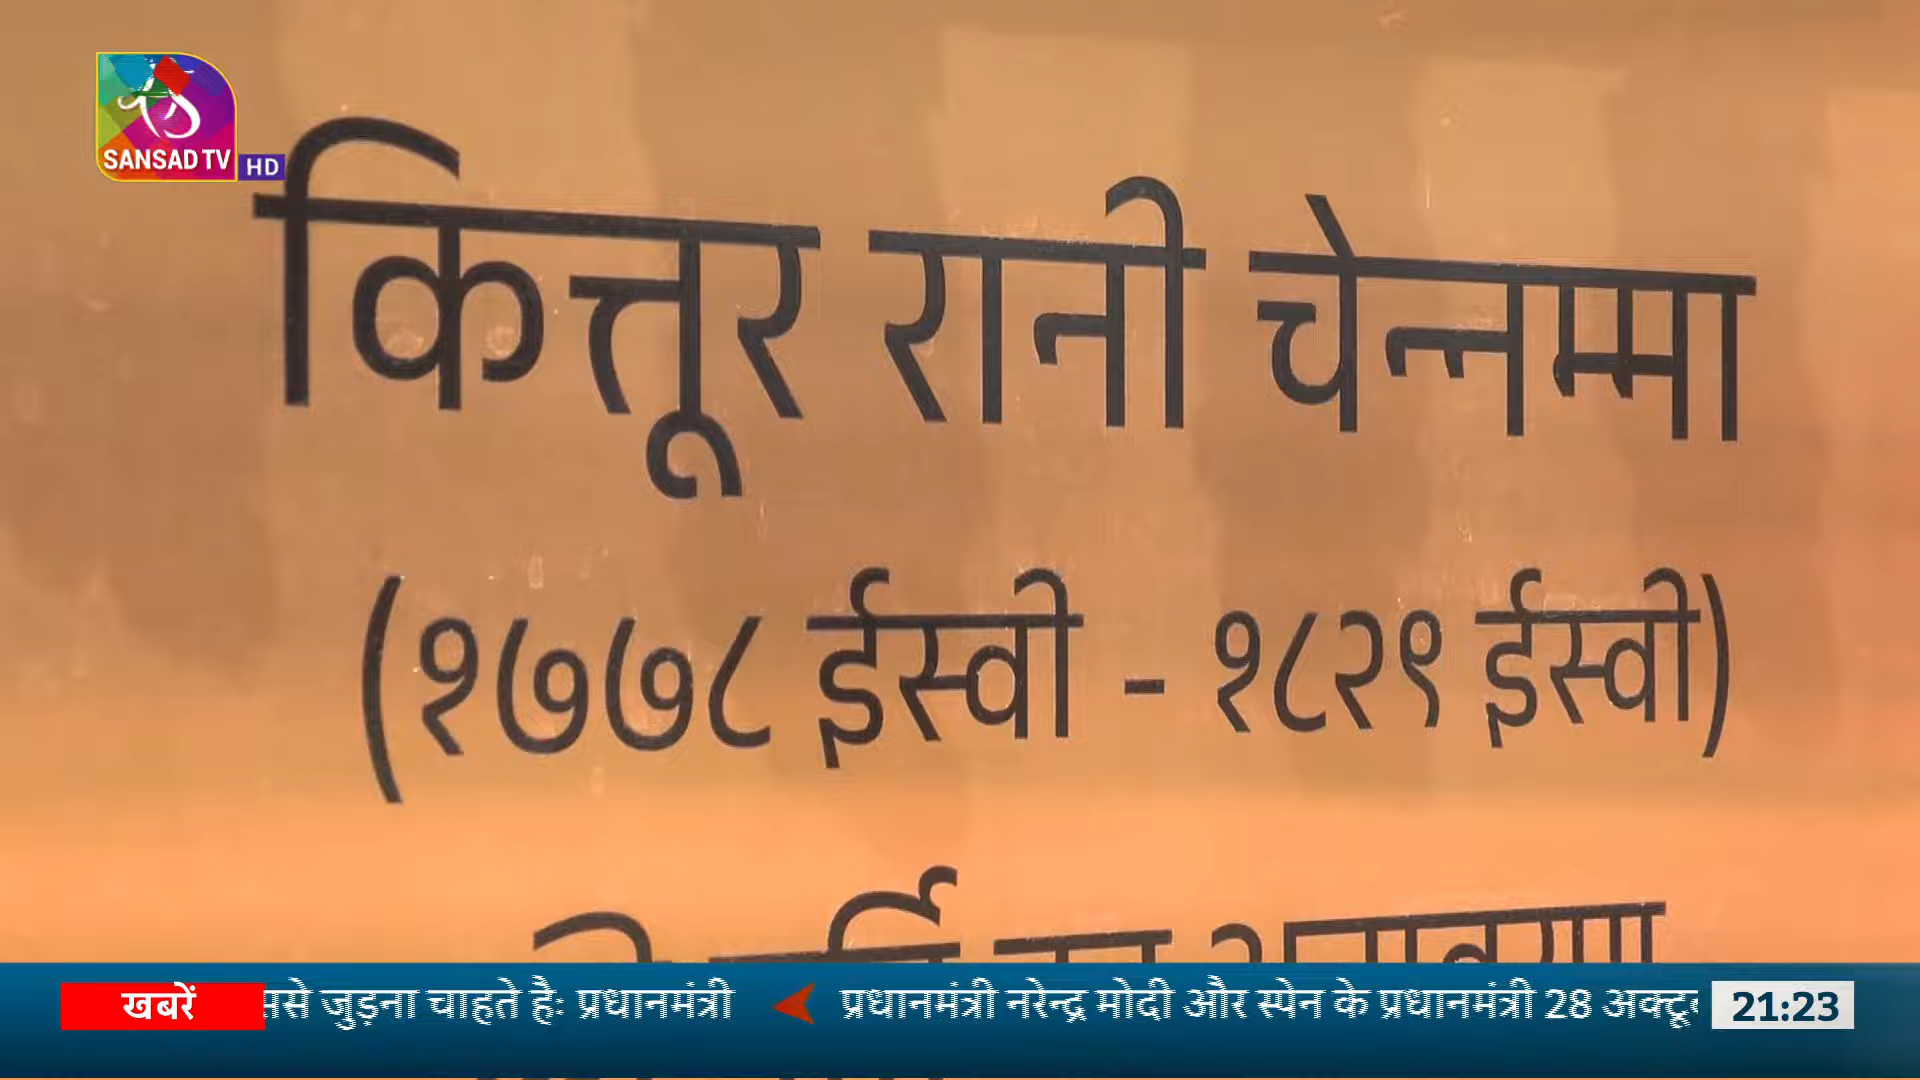 SANSAD TV
HD
कित्तूर रानी चेन्नम्मा
(१७७८ ईस्वी - १८२९ ईस्वी)
खबरें
ससे जुड़ना चाहते हैः प्रधानमंत्री
प्रधानमंत्री नरेन्द्र मोदी और स्पेन के प्रधानमंत्री 28
21:23